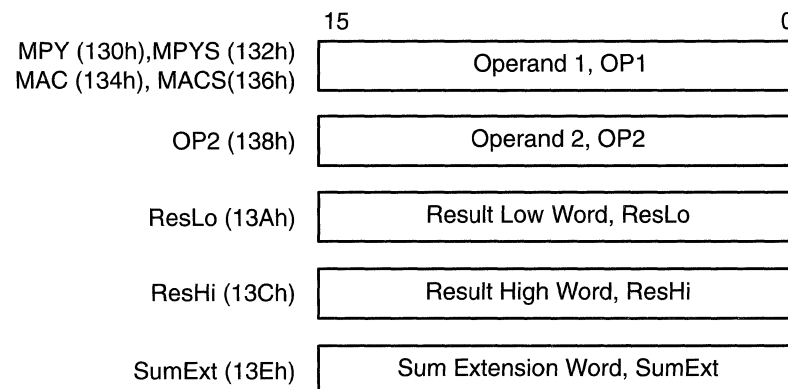 15 0
MPY (130h),MPYS (132h)
MAC (134h), MACS(136h)
Operand 1, OP1
OP2 (138h)
Operand 2, OP2
ResLo (13Ah)
Result Low Word, ResLo
ResHi (13Ch)
Result High Word, ResHi
SumExt (13Eh)
Sum Extension Word, SumExt